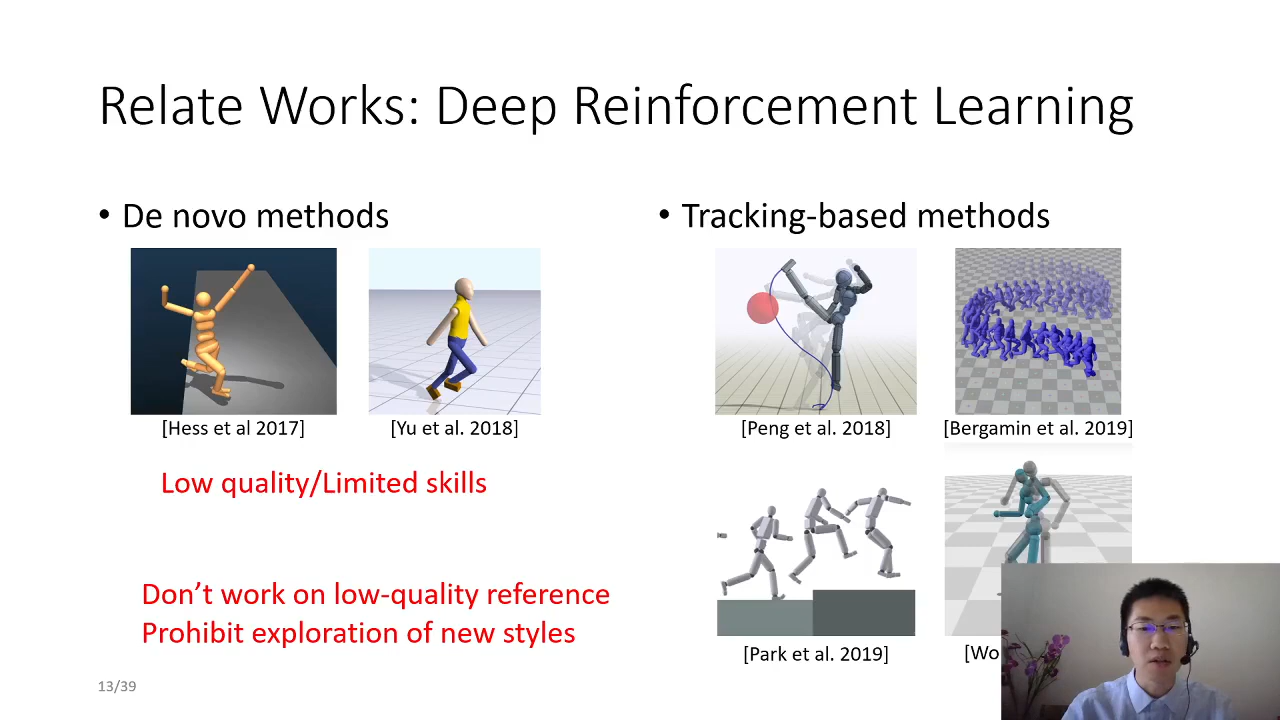 Relate Works: Deep Reinforcement Learning
• De novo methods
[Hess et al 2017]
[Yu et al. 2018]
Low quality/Limited skills
Don’t work on low-quality reference
Prohibit exploration of new styles
• Tracking-based methods
[Peng et al. 2018]
[Bergamin et al. 2019]
[Park et al. 2019]
13/39